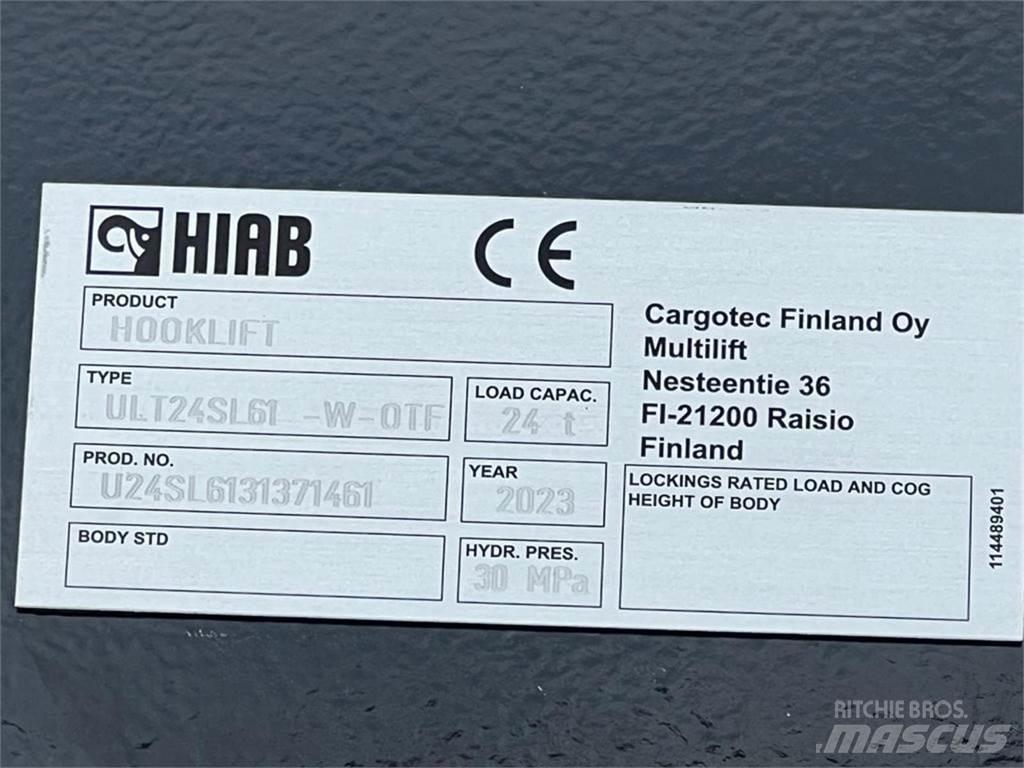 HIAB
CE
PRODUCT
HOOKLIFT
TYPE
ULT24SL61 -W-OTF
LOAD CAPAC.
24 t
PROD. NO.
U24SL6131371461
YEAR
2023
BODY STD
HYDR. PRES.
30 MPa
Cargotec Finland Oy
Multilift
Nesteentie 36
FI-21200 Raisio
Finland
LOCKINGS RATED LOAD AND COG
HEIGHT OF BODY
114489401
RITCHIE BROS.
MASCUS